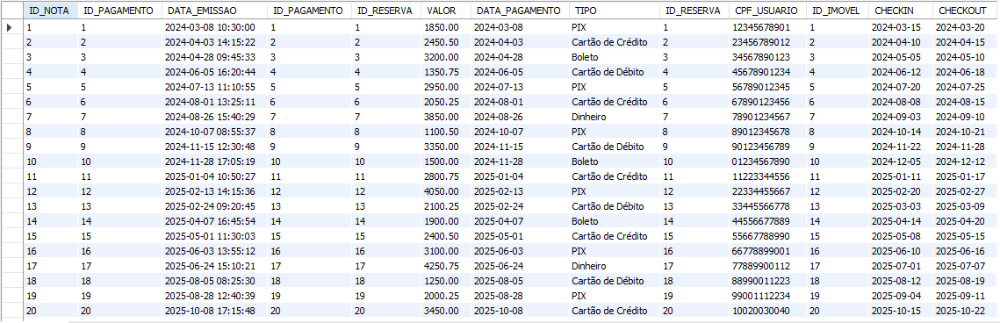 ID_NOTA ID_PAGAMENTO DATA_EMISSAO ID_PAGAMENTO ID_RESERVA VALOR DATA_PAGAMENTO TIPO ID_RESERVA CPF_USUARIO ID_IMOVEL CHECKIN CHECKOUT
1 1 2024-03-08 10:30:00 1 1 1850.00 2024-03-08 PIX 1 12345678901 1 2024-03-15 2024-03-20
2 2 2024-04-03 14:15:22 2 2 2450.50 2024-04-03 Cartão de Crédito 2 23456789012 2 2024-04-10 2024-04-15
3 3 2024-04-28 09:45:33 3 3 3200.00 2024-04-28 Boleto 3 34567890123 3 2024-05-05 2024-05-10
4 4 2024-06-05 16:20:44 4 4 1350.75 2024-06-05 Cartão de Débito 4 45678901234 4 2024-06-12 2024-06-18
5 5 2024-07-13 11:10:55 5 5 2950.00 2024-07-13 PIX 5 56789012345 5 2024-07-20 2024-07-25
6 6 2024-08-01 13:25:11 6 6 2050.25 2024-08-01 Cartão de Crédito 6 67890123456 6 2024-08-08 2024-08-15
7 7 2024-08-26 15:40:29 7 7 3850.00 2024-08-26 Dinheiro 7 78901234567 7 2024-09-03 2024-09-10
8 8 2024-10-07 08:55:37 8 8 1100.50 2024-10-07 PIX 8 89012345678 8 2024-10-14 2024-10-21
9 9 2024-11-15 12:30:48 9 9 3350.00 2024-11-15 Cartão de Débito 9 90123456789 9 2024-11-22 2024-11-28
10 10 2024-11-28 17:05:19 10 10 1500.00 2024-11-28 Boleto 10 01234567890 10 2024-12-05 2024-12-12
11 11 2025-01-04 10:50:27 11 11 2800.75 2025-01-04 Cartão de Crédito 11 11223344556 11 2025-01-11 2025-01-17
12 12 2025-02-13 14:15:36 12 12 4050.00 2025-02-13 PIX 12 22334455667 12 2025-02-20 2025-02-27
13 13 2025-02-24 09:20:45 13 13 2100.25 2025-02-24 Cartão de Débito 13 33445566778 13 2025-03-03 2025-03-09
14 14 2025-04-07 16:45:54 14 14 1900.00 2025-04-07 Boleto 14 44556677889 14 2025-04-14 2025-04-20
15 15 2025-05-01 11:30:03 15 15 2400.50 2025-05-01 Cartão de Crédito 15 55667788990 15 2025-05-08 2025-05-15
16 16 2025-06-03 13:55:12 16 16 3100.00 2025-06-03 PIX 16 66778899001 16 2025-06-10 2025-06-16
17 17 2025-06-24 15:10:21 17 17 4250.75 2025-06-24 Dinheiro 17 77889900112 17 2025-07-01 2025-07-07
18 18 2025-08-05 08:25:30 18 18 1250.00 2025-08-05 Cartão de Débito 18 88990011223 18 2025-08-12 2025-08-19
19 19 2025-08-28 12:40:39 19 19 2000.25 2025-08-28 PIX 19 99001112234 19 2025-09-04 2025-09-11
20 20 2025-10-08 17:15:48 20 20 3450.00 2025-10-08 Cartão de Crédito 20 10020030040 20 2025-10-15 2025-10-22